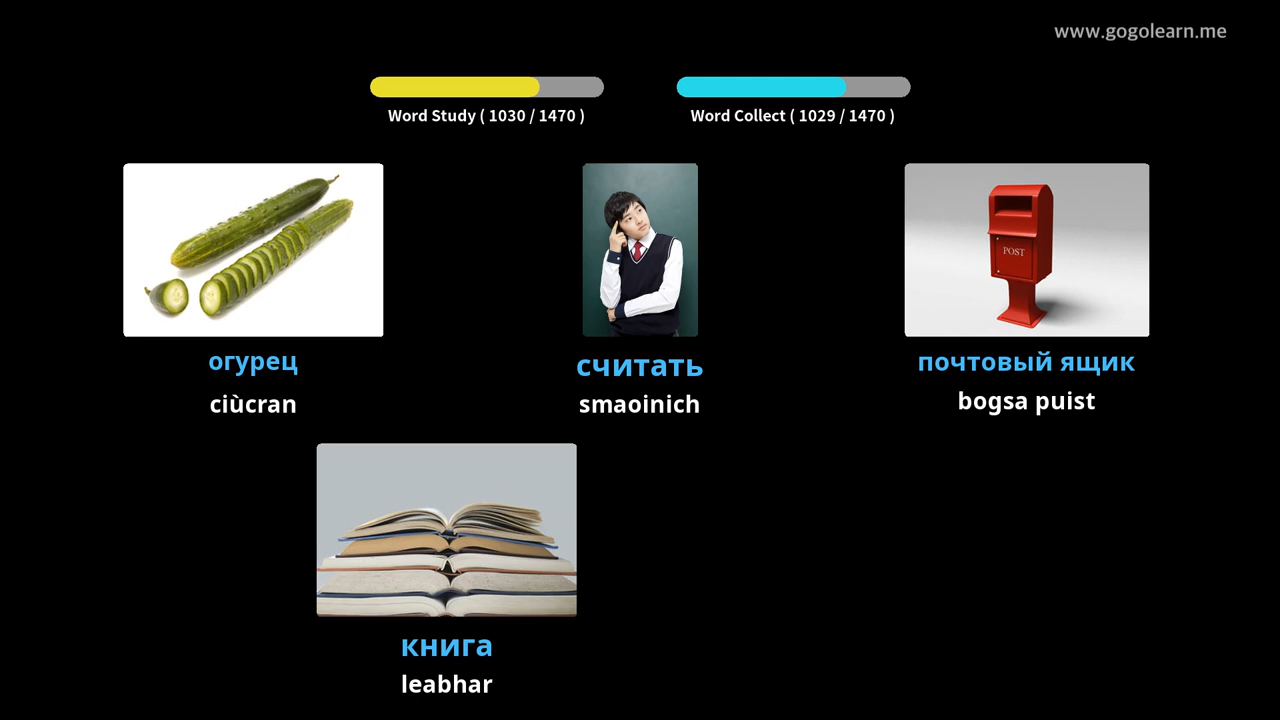 www.gogolearn.me
Word Study ( 1030 / 1470 )
Word Collect ( 1029 / 1470 )
POST
огурец
считать
почтовый ящик
ciùcran
smaoinich
bogsa puist
книга
leabhar